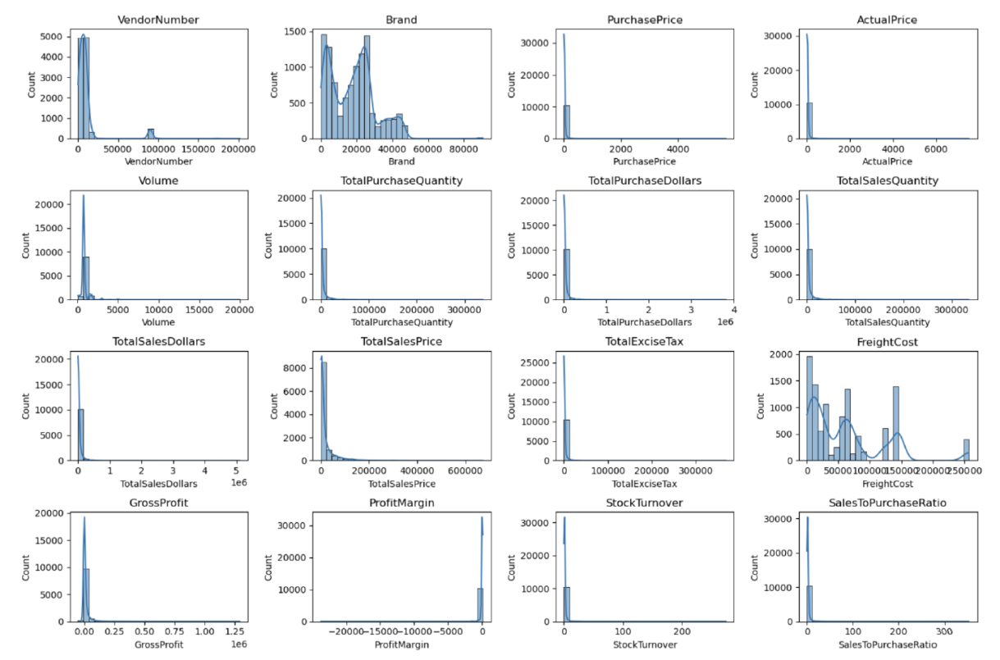 VendorNumber Brand PurchasePrice ActualPrice
5000
4000
3000
2000
1000
0
Count
0 50000 100000 150000 200000
VendorNumber
1500
1000
500
0
Count
0 20000 40000 60000 80000
Brand
30000
20000
10000
0
Count
0 2000 4000
PurchasePrice
30000
20000
10000
0
Count
0 2000 4000 6000
ActualPrice
Volume TotalPurchaseQuantity TotalPurchaseDollars TotalSalesQuantity
20000
15000
10000
5000
0
Count
0 5000 10000 15000 20000
Volume
20000
15000
10000
5000
0
Count
0 100000 200000 300000
TotalPurchaseQuantity
20000
15000
10000
5000
0
Count
0 1 2 3 4
1e6
TotalPurchaseDollars
20000
15000
10000
5000
0
Count
0 100000 200000 300000
TotalSalesQuantity
TotalSalesDollars TotalSalesPrice TotalExciseTax FreightCost
20000
15000
10000
5000
0
Count
0 1 2 3 4 5
1e6
TotalSalesDollars
8000
6000
4000
2000
0
Count
0 200000 400000 600000
TotalSalesPrice
25000
20000
15000
10000
5000
0
Count
0 100000 200000 300000
TotalExciseTax
2000
1500
1000
500
0
Count
0 50000 100000 150000 200000 250000
FreightCost
GrossProfit ProfitMargin StockTurnover SalesToPurchaseRatio
20000
15000
10000
5000
0
Count
0.00 0.25 0.50 0.75 1.00 1.25
1e6
GrossProfit
30000
20000
10000
0
Count
−20000 −15000 −10000 −5000 0
ProfitMargin
30000
20000
10000
0
Count
0 100 200
StockTurnover
30000
20000
10000
0
Count
0 100 200 300
SalesToPurchaseRatio